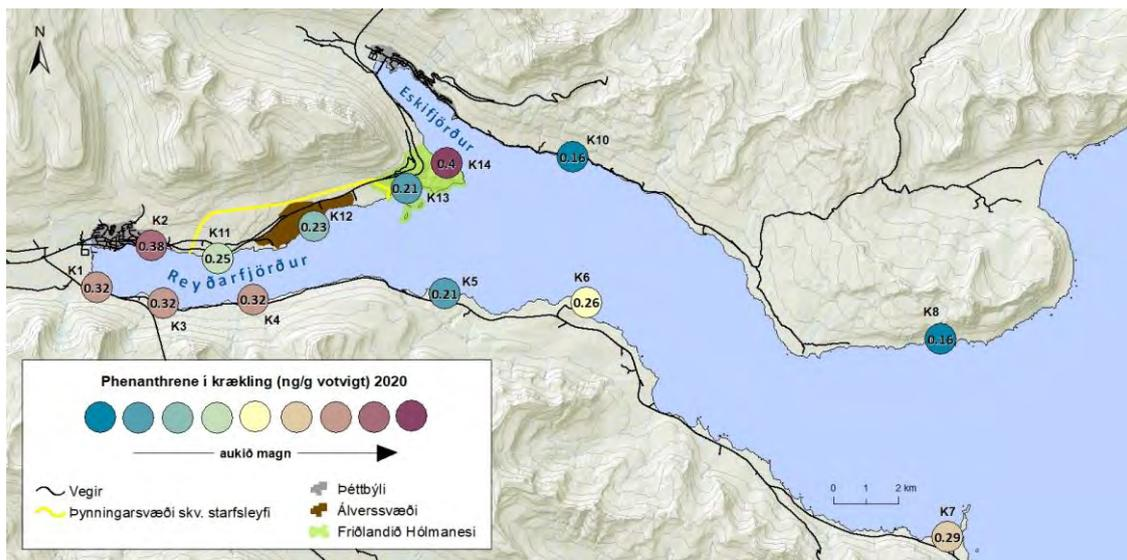 N
Eskifjörður
K10
0.16
0.4
K14
0.21
K13
K2
0.38
K11
0.25
K12
0.23
Reyðarfjörður
K1
0.32
0.32
K3
0.32
K4
K5
0.21
K6
0.26
K8
0.16
Phenanthrene í krækling (ng/g votvigt) 2020
aukið magn
Vegir
Þynningarsvæði skv. starfsleyfi
Þéttbýli
Álverssvæði
Friðlandið Hólmanesi
0 1 2 km
K7
0.29